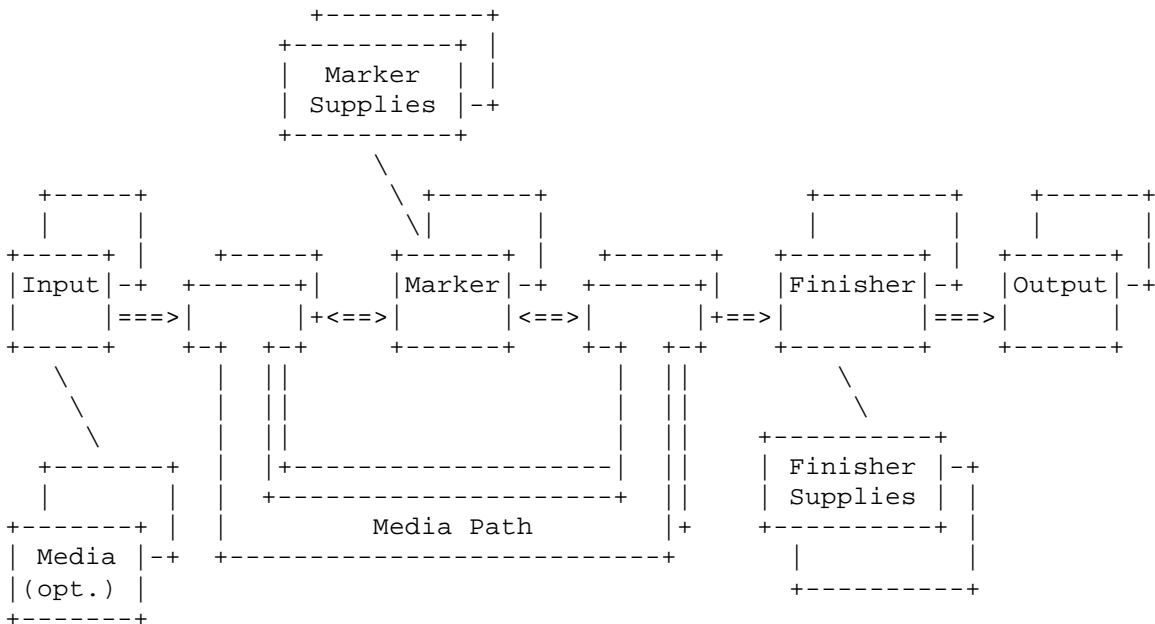 Marker
Supplies
Input
Marker
Finisher
Output
Finisher
Supplies
Media Path
Media
(opt.)